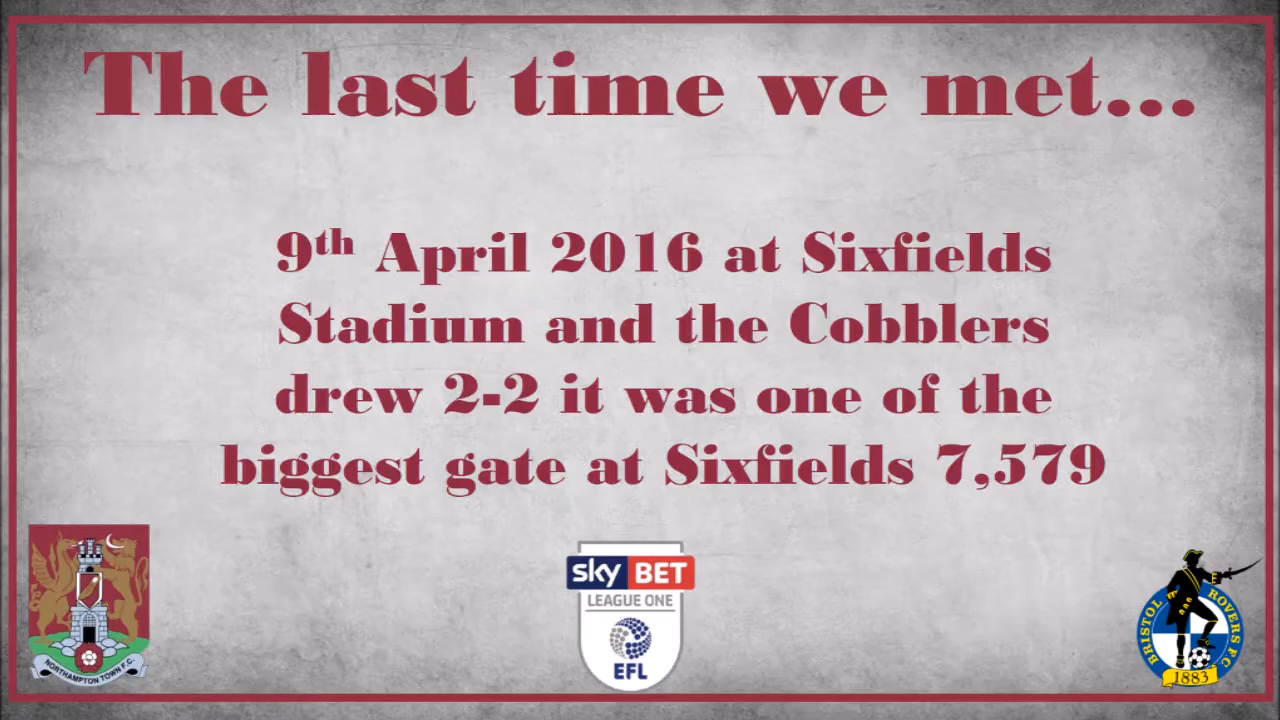 The last time we met...
9th April 2016 at Sixfields
Stadium and the Cobblers
drew 2-2 it was one of the
biggest gate at Sixfields 7,579
NORTHAMPTON TOWN F.C.
sky BET
LEAGUE ONE
EFL
BRISTOL ROVERS FC
1883